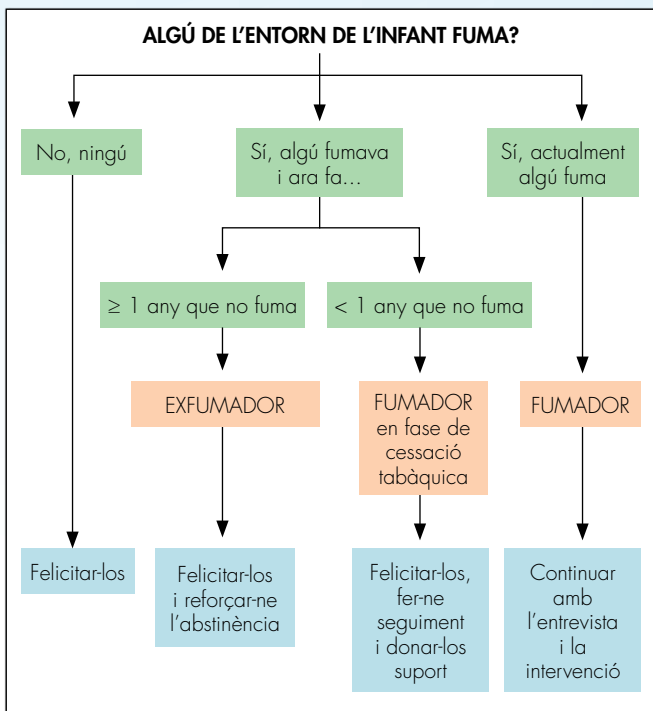 ALGÚ DE L’ENTORN DE L’INFANT FUMA?
No, ningú
Sí, algú fumava
i ara fa...
Sí, actualment
algú fuma
≥ 1 any que no fuma
< 1 any que no fuma
EXFUMADOR
FUMADOR
en fase de
cessació
tabàquica
FUMADOR
Felicitar-los
Felicitar-los
i reforçar-ne
l’abstinència
Felicitar-los,
fer-ne
seguiment
i donar-los
suport
Continuar
amb
l’entrevista
i la
intervenció